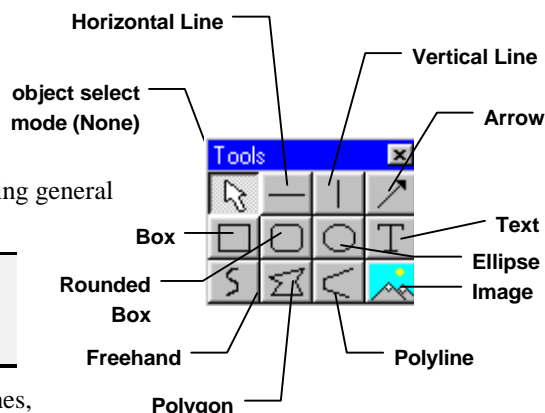 Horizontal Line
Vertical Line
object select
mode (None)
Arrow
Tools
ing general
Box
Text
Ellipse
Rounded
Box
Image
Freehand
Polyline
Polygon